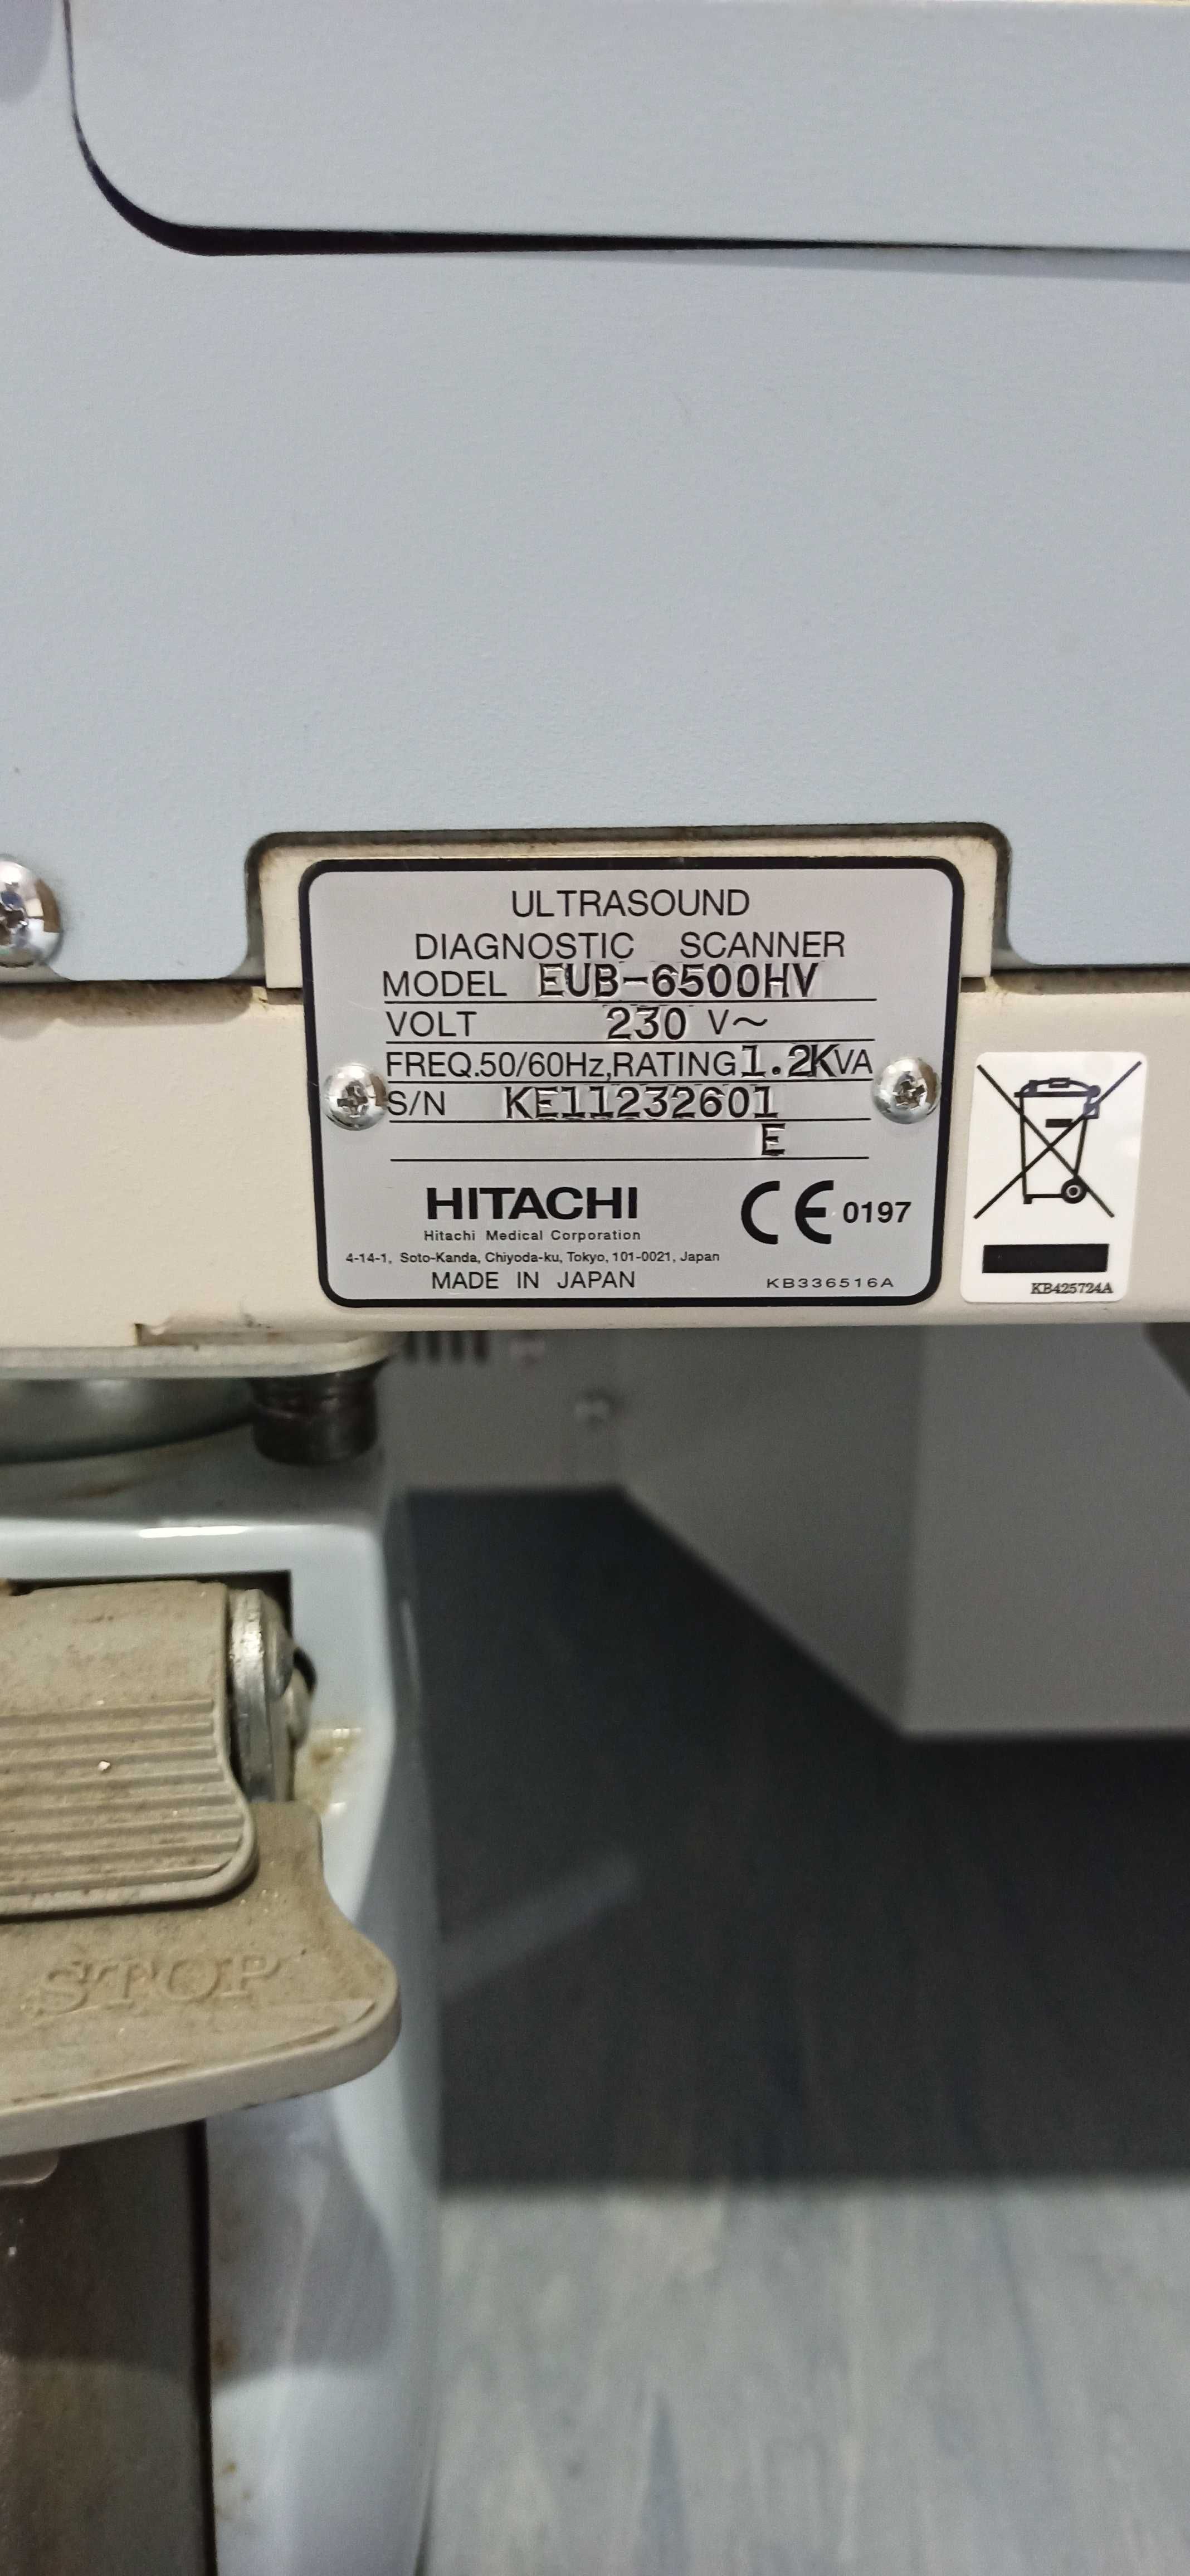 ULTRASOUND
DIAGNOSTIC SCANNER
MODEL EUB-6500HV
VOLT 230 V~
FREQ.50/60Hz,RATING 1.2KVA
S/N KE11232601
E
HITACHI
Hitachi Medical Corporation
4-14-1, Soto-Kanda, Chiyoda-ku, Tokyo, 101-0021, Japan
MADE IN JAPAN
CE 0197
KB336516A
KB425724A
STOP